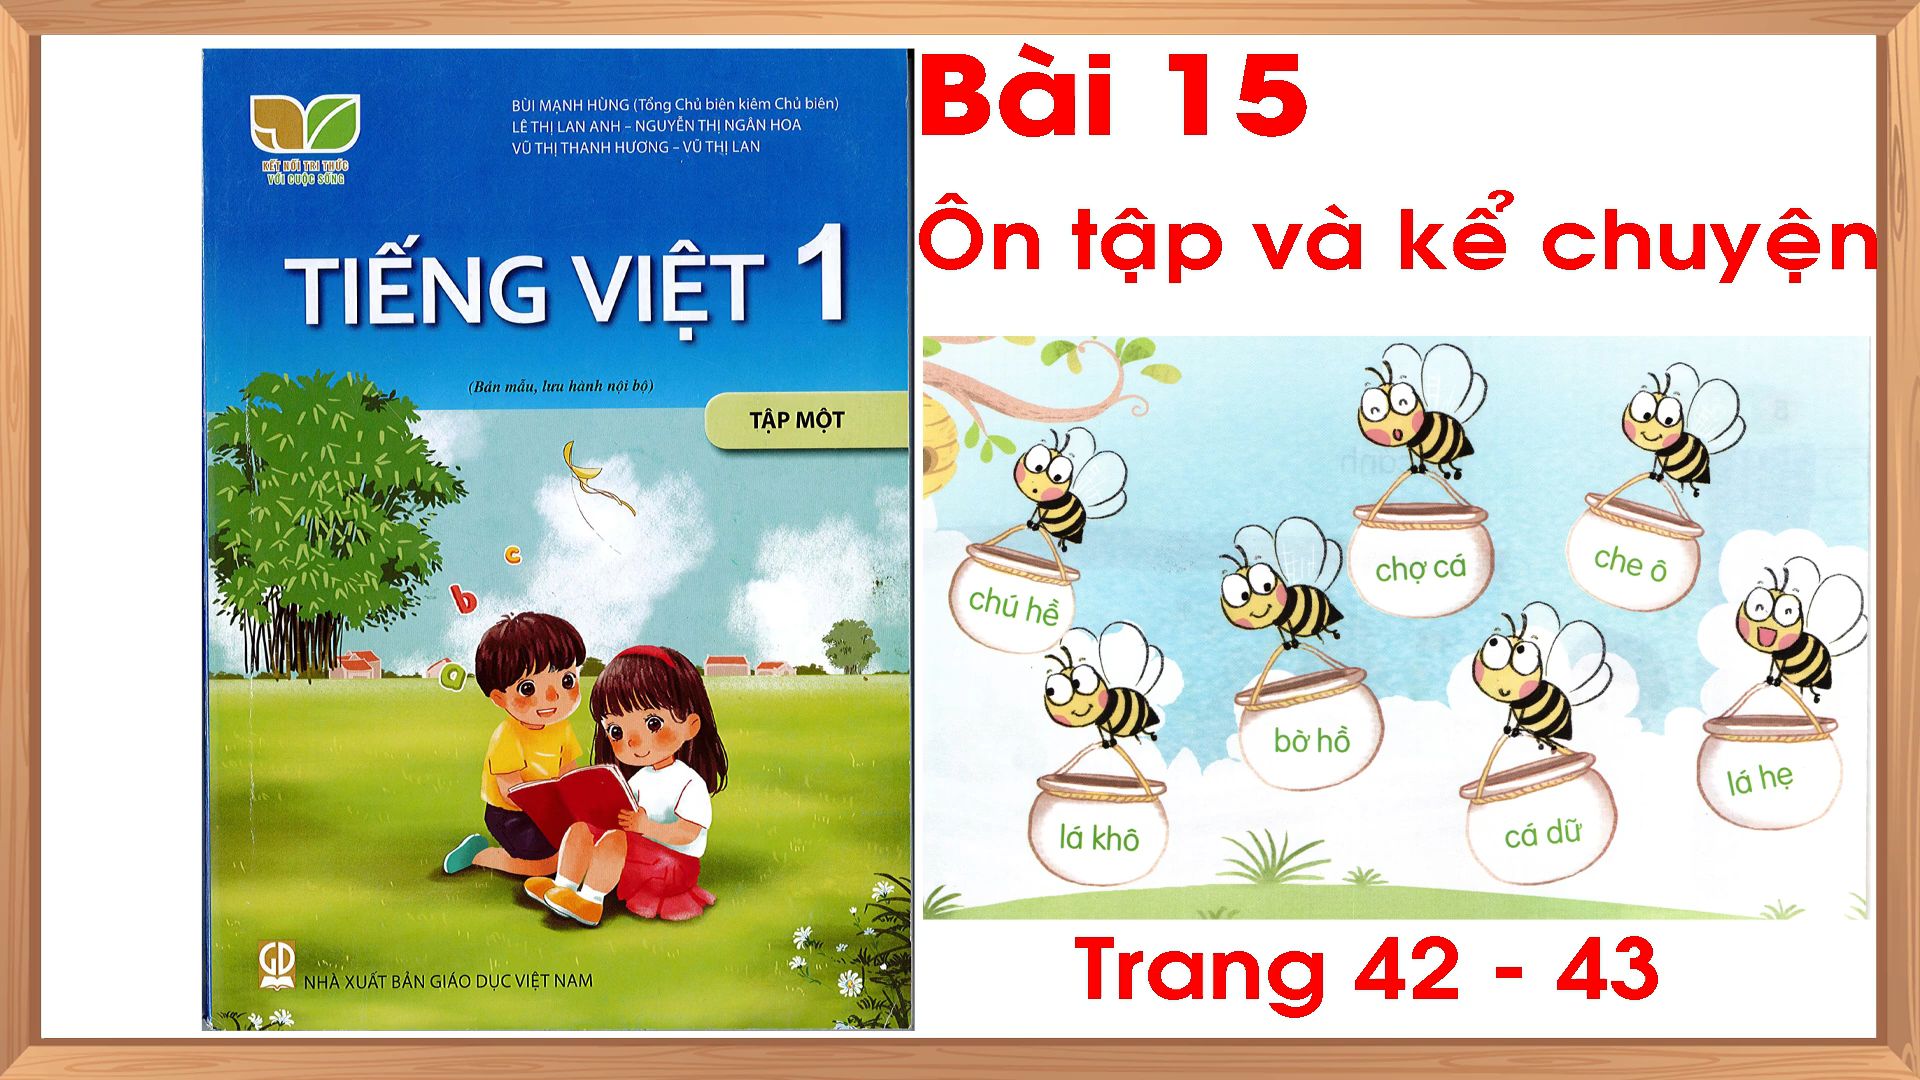 KẾT NỐI TRI THỨC
VỚI CUỘC SỐNG
BÙI MẠNH HÙNG (Tổng Chủ biên kiêm Chủ biên)
LÊ THỊ LAN ANH – NGUYỄN THỊ NGÂN HOA
VŨ THỊ THANH HƯƠNG – VŨ THỊ LAN
TIẾNG VIỆT 1
(Bản mẫu, lưu hành nội bộ)
TẬP MỘT
c
b
a
GD
NHÀ XUẤT BẢN GIÁO DỤC VIỆT NAM
Bài 15
Ôn tập và kể chuyện
chú hề
chợ cá
che ô
bờ hồ
lá khô
cá dữ
lá hẹ
Trang 42 - 43